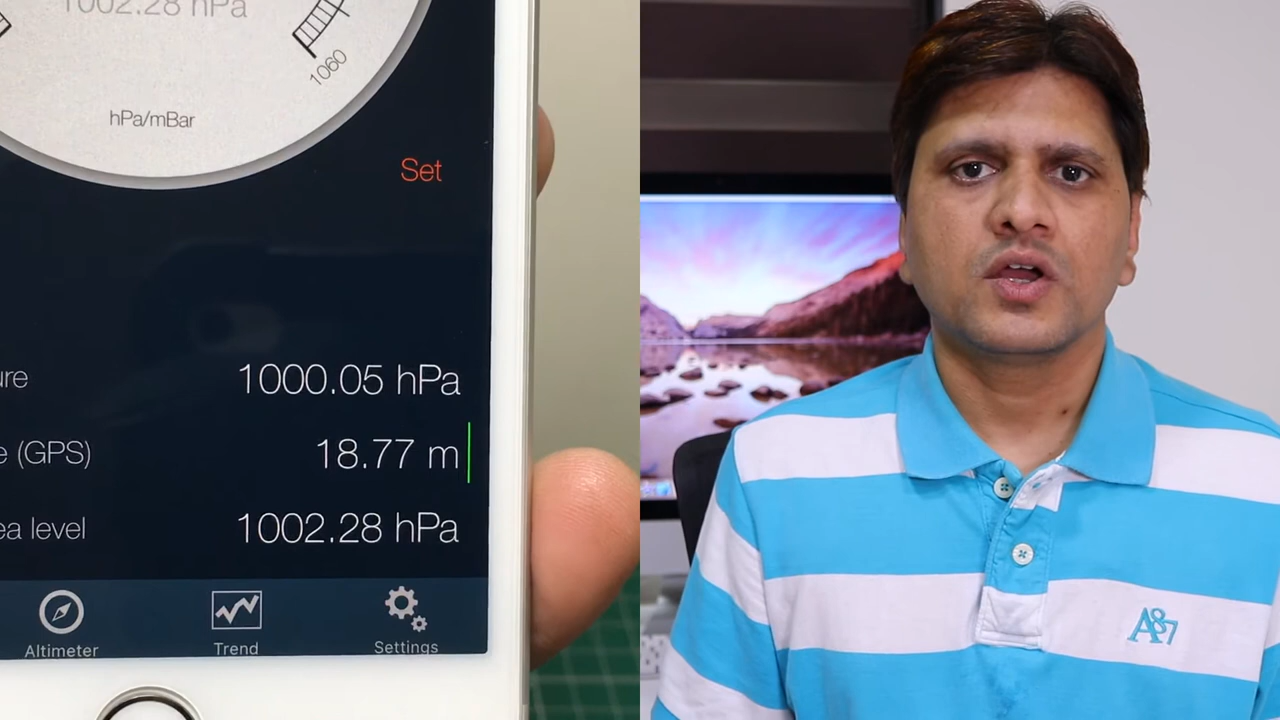 1002.28 hPa
1060
hPa/mBar
Set
ure 1000.05 hPa
e (GPS) 18.77 m
ea level 1002.28 hPa
Altimeter Trend Settings
A87